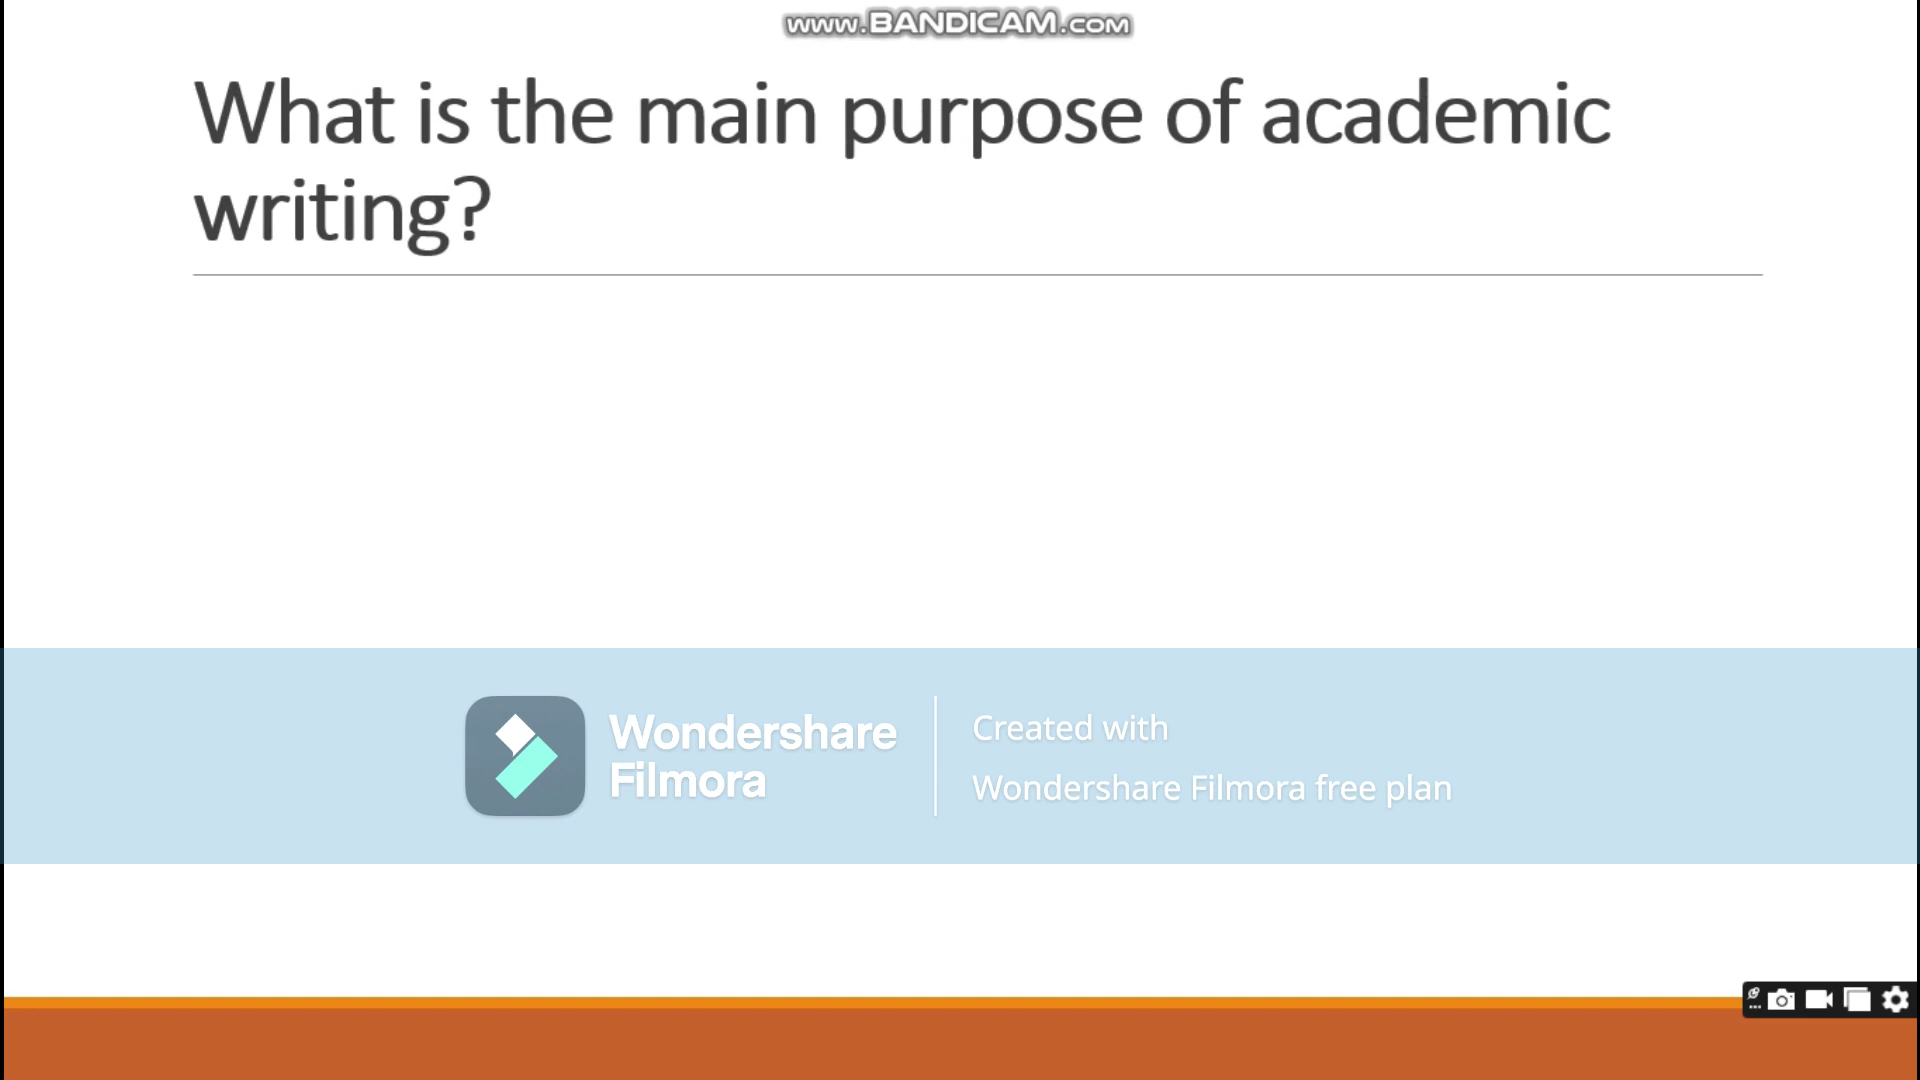 www.BANDICAM.com
What is the main purpose of academic
writing?
Wondershare
Filmora
Created with
Wondershare Filmora free plan